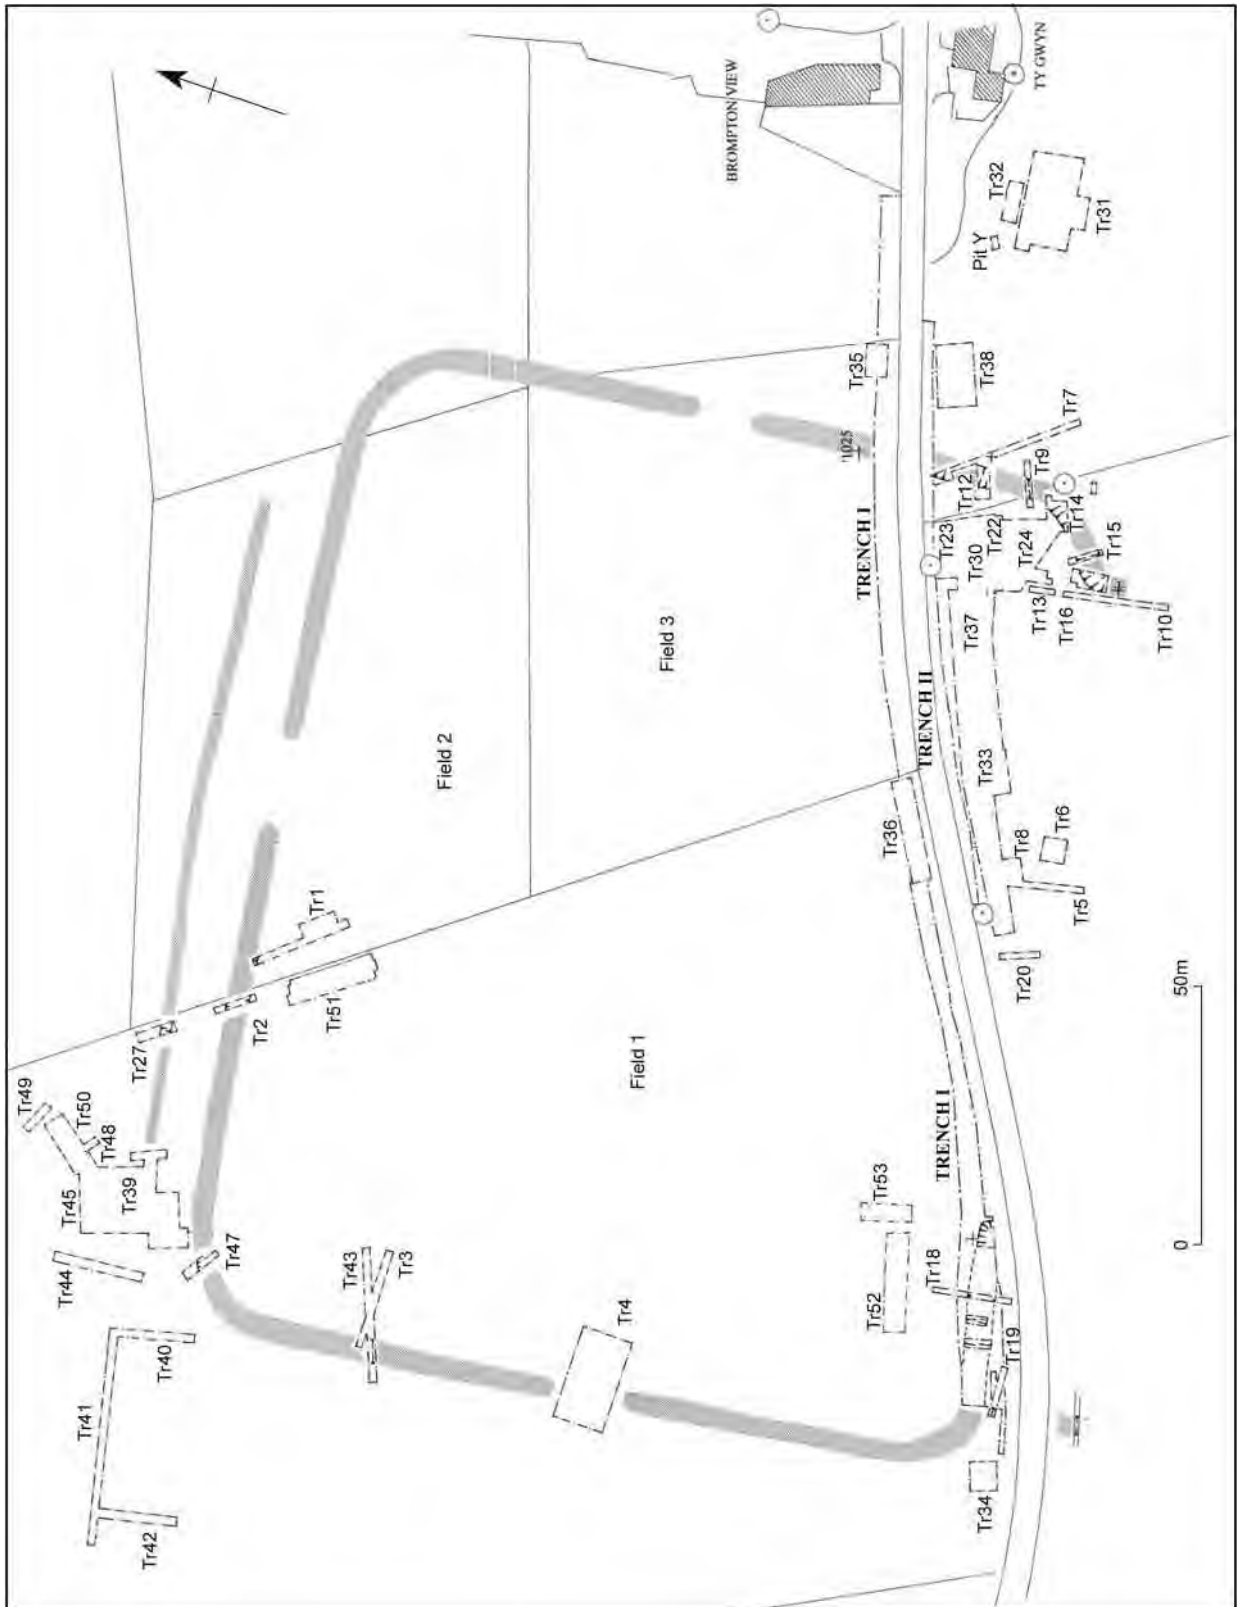 BROMPTON VIEW
TY GWYN
Tr32
Pit Y
Tr31
Tr35
Tr38
Tr7
1025
Tr9
Tr12
Tr14
Tr23
Tr22
Tr15
Tr24
TRENCH I
Tr30
Tr13
Tr16
Tr10
Tr37
Field 3
TRENCH II
Field 2
Tr33
Tr6
Tr36
Tr8
Tr5
Tr1
Tr20
Tr51
Tr2
Tr27
50m
Field 1
Tr49
Tr50
Tr48
TRENCH I
Tr39
Tr45
Tr53
0
Tr47
Tr43
Tr3
Tr44
Tr18
Tr52
Tr4
Tr19
Tr40
Tr41
Tr34
Tr42